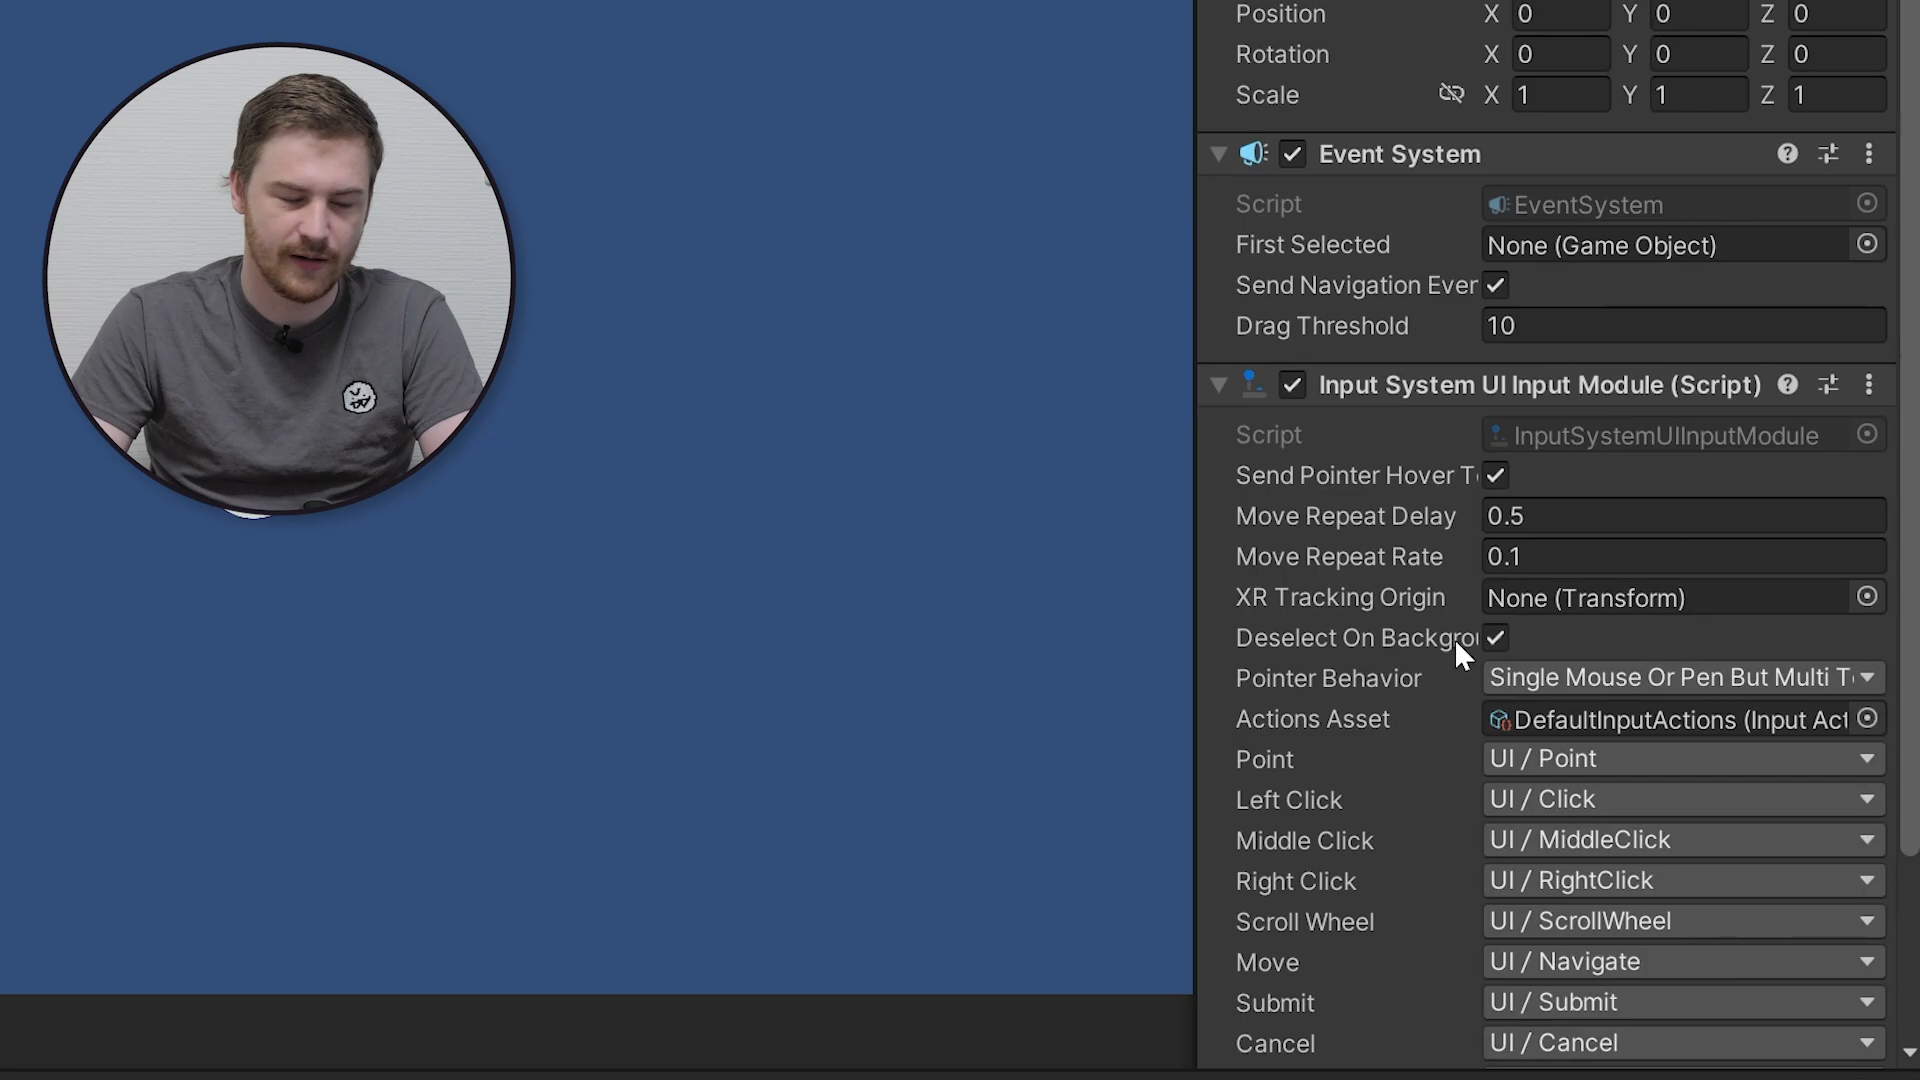 Position X 0 Y 0 Z 0
Rotation X 0 Y 0 Z 0
Scale X 1 Y 1 Z 1
Event System
Script EventSystem
First Selected None (Game Object)
Send Navigation Ever
Drag Threshold 10
Input System UI Input Module (Script)
Script InputSystemUIInputModule
Send Pointer Hover T
Move Repeat Delay 0.5
Move Repeat Rate 0.1
XR Tracking Origin None (Transform)
Deselect On Backgrou
Pointer Behavior Single Mouse Or Pen But Multi T
Actions Asset DefaultInputActions (Input Act
Point UI / Point
Left Click UI / Click
Middle Click UI / MiddleClick
Right Click UI / RightClick
Scroll Wheel UI / ScrollWheel
Move UI / Navigate
Submit UI / Submit
Cancel UI / Cancel